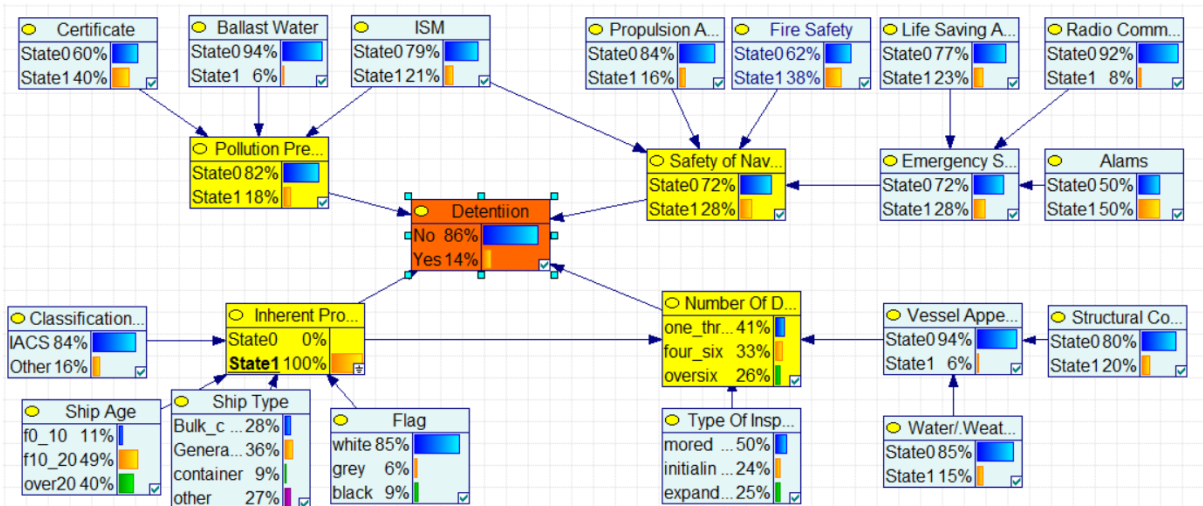 Certificate
State0 60%
State1 40%
Ballast Water
State0 94%
State1 6%
ISM
State0 79%
State1 21%
Propulsion A...
State0 84%
State1 16%
Fire Safety
State0 62%
State1 38%
Life Saving A...
State0 77%
State1 23%
Radio Comm...
State0 92%
State1 8%
Pollution Pre...
State0 82%
State1 18%
Safety of Nav...
State0 72%
State1 28%
Emergency S...
State0 72%
State1 28%
Alams
State0 50%
State1 50%
Detentiion
No 86%
Yes 14%
Classification...
IACS 84%
Other 16%
Inherent Pro...
State0 0%
State1 100%
Number Of D...
one_thr... 41%
four_six 33%
oversix 26%
Vessel Appe...
State0 94%
State1 6%
Structural Co...
State0 80%
State1 20%
Ship Age
f0_10 11%
f10_20 49%
over20 40%
Ship Type
Bulk_c ... 28%
Genera... 36%
container 9%
other 27%
Flag
white 85%
grey 6%
black 9%
Type Of Insp...
mored ... 50%
initialin ... 24%
expand... 25%
Water/.Weat...
State0 85%
State1 15%